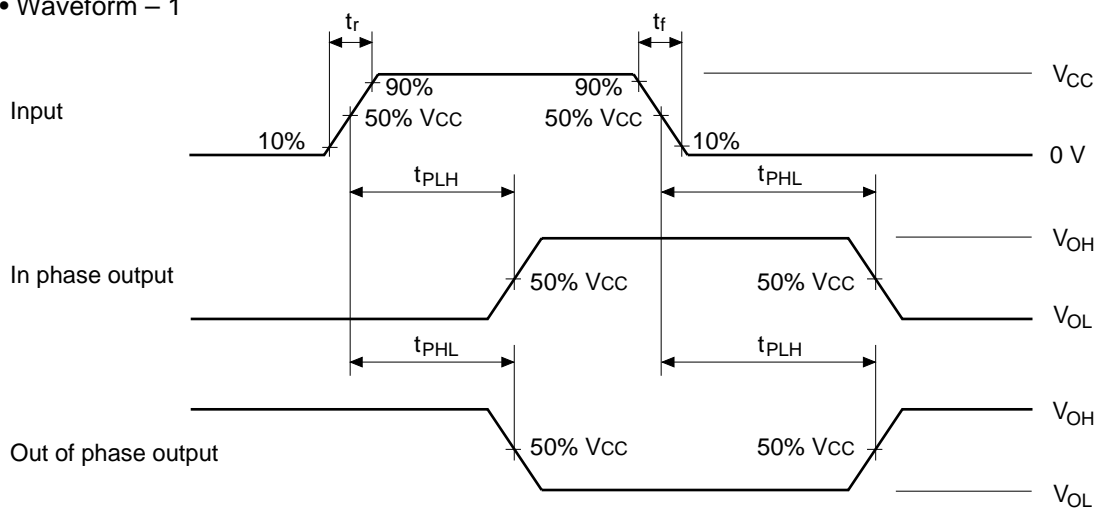 • Waveform – 1
tr
tf
VCC
90%
90%
Input
50% VCC
50% VCC
10%
10%
0 V
tPLH
tPHL
VOH
In phase output
50% VCC
50% VCC
VOL
tPHL
tPLH
VOH
Out of phase output
50% VCC
50% VCC
VOL